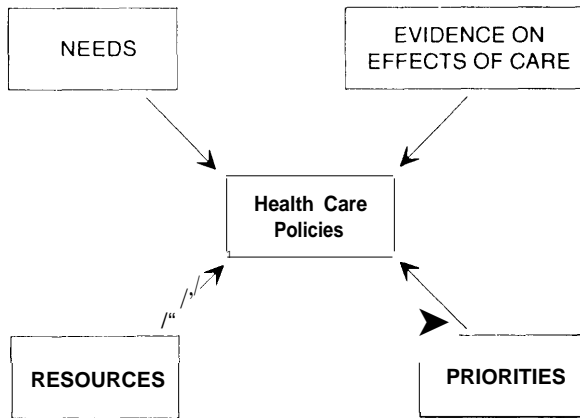 NEEDS
EVIDENCE ON
EFFECTS OF CARE
Health Care
Policies
RESOURCES
PRIORITIES